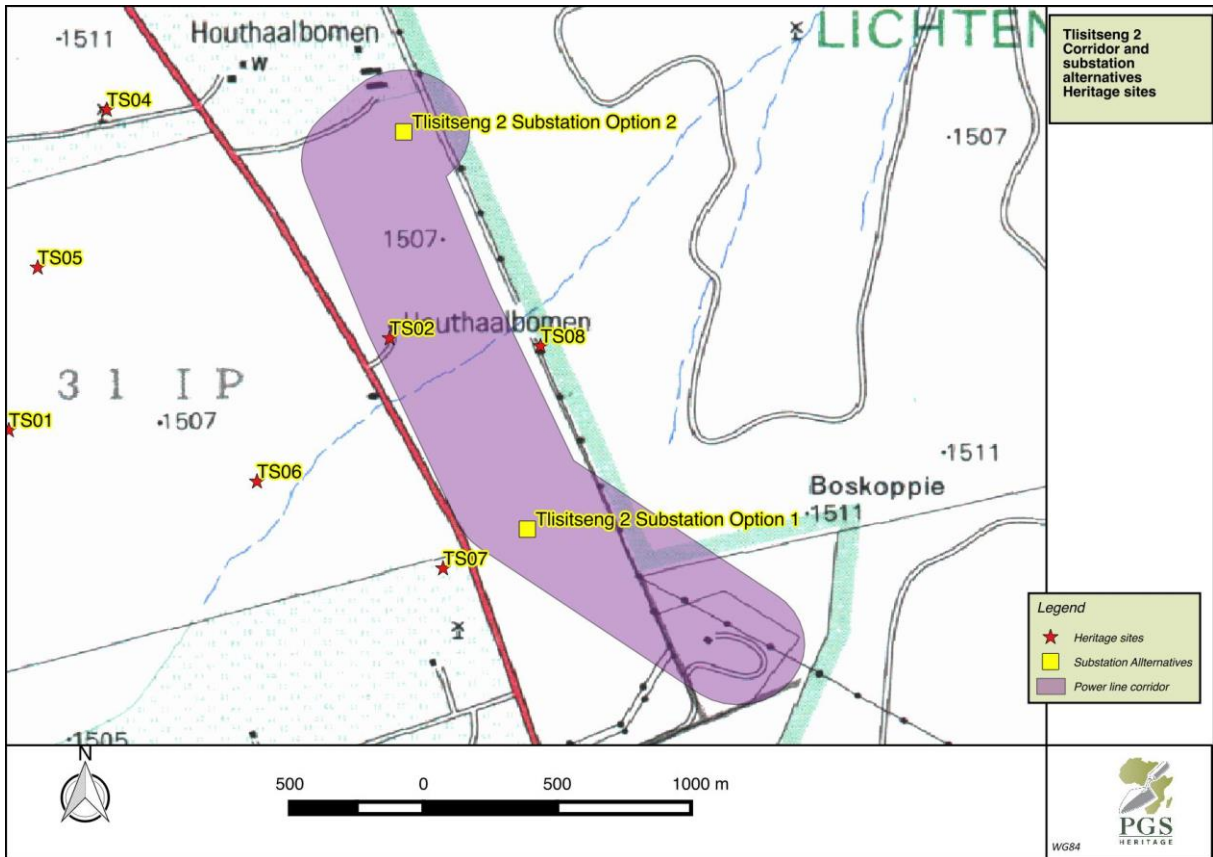 ·1511
Houthaalbomen
W
LICHTEN
Tlisitseng 2
Corridor and
substation
alternatives
Heritage sites
TS04
Tlisitseng 2 Substation Option 2
·1507
1507·
TS05
TS02
Houthaalbomen
TS08
31 IP
·1507
TS01
TS06
·1511
Boskoppie
·1511
Tlisitseng 2 Substation Option 1
TS07
Legend
Heritage sites
Substation Allternatives
Power line corridor
·1505
N
500 0 500 1000 m
PGS
HERITAGE
WG84